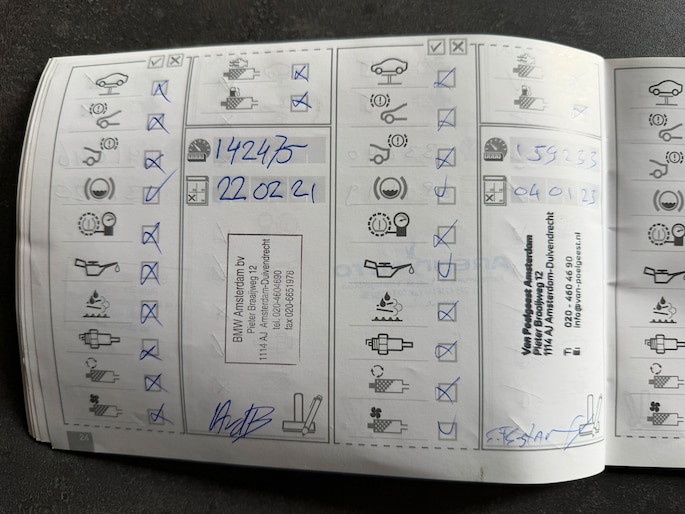 142475
22 02 21
BMW Amsterdam bv
Pieter Braaijweg 12
1114 AJ Amsterdam-Duivendrecht
tel. 020-4604690
fax 020-6651978
24
159233
04 01 23
Van Poelgeest Amsterdam
Pieter Braaijweg 12
1114 AJ Amsterdam-Duivendrecht
T: 020 - 460 46 90
E: info@van-poelgeest.nl